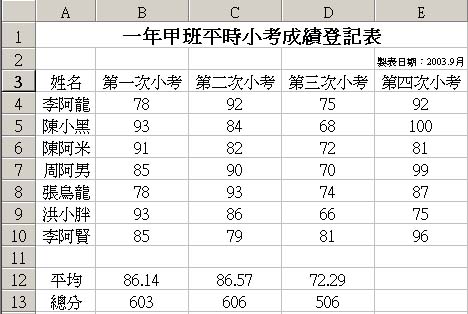 A B C D E
1 一年甲班平時小考成績登記表
2 製表日期：2003.9月
3 姓名 第一次小考 第二次小考 第三次小考 第四次小考
4 李阿龍 78 92 75 92
5 陳小黑 93 84 68 100
6 陳阿米 91 82 72 81
7 周阿男 85 90 70 99
8 張烏龍 78 93 74 87
9 洪小胖 93 86 66 75
10 李阿賢 85 79 81 96
11
12 平均 86.14 86.57 72.29
13 總分 603 606 506